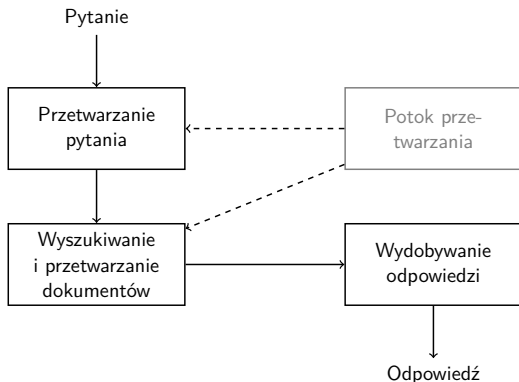 Pytanie
Przetwarzanie
pytania
Potok prze-
twarzania
Wyszukiwanie
i przetwarzanie
dokumentów
Wydobywanie
odpowiedzi
Odpowiedź